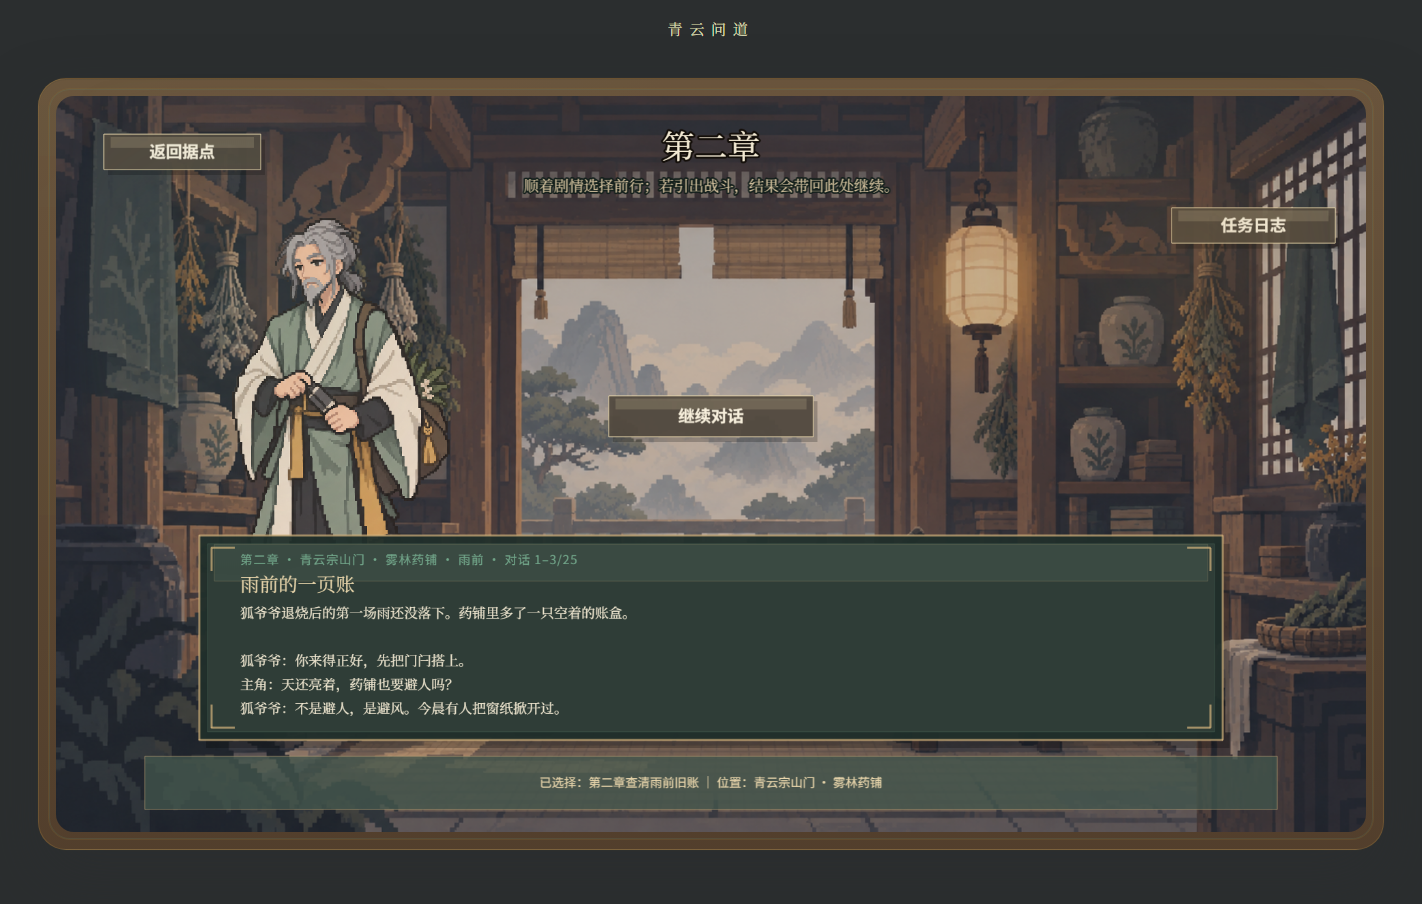 青云问道
返回据点
第二章
顺着剧情选择前行；若引出战斗，结果会带回此处继续。
任务日志
继续对话
第二章 · 青云宗山门 · 雾林药铺 · 雨前 · 对话 1–3/25
雨前的一页账
狐爷爷退烧后的第一场雨还没落下。药铺里多了一只空着的账盒。
狐爷爷：你来得正好，先把门闩搭上。
主角：天还亮着，药铺也要避人吗？
狐爷爷：不是避人，是避风。今晨有人把窗纸掀开过。
已选择：第二章查清雨前旧账｜位置：青云宗山门 · 雾林药铺